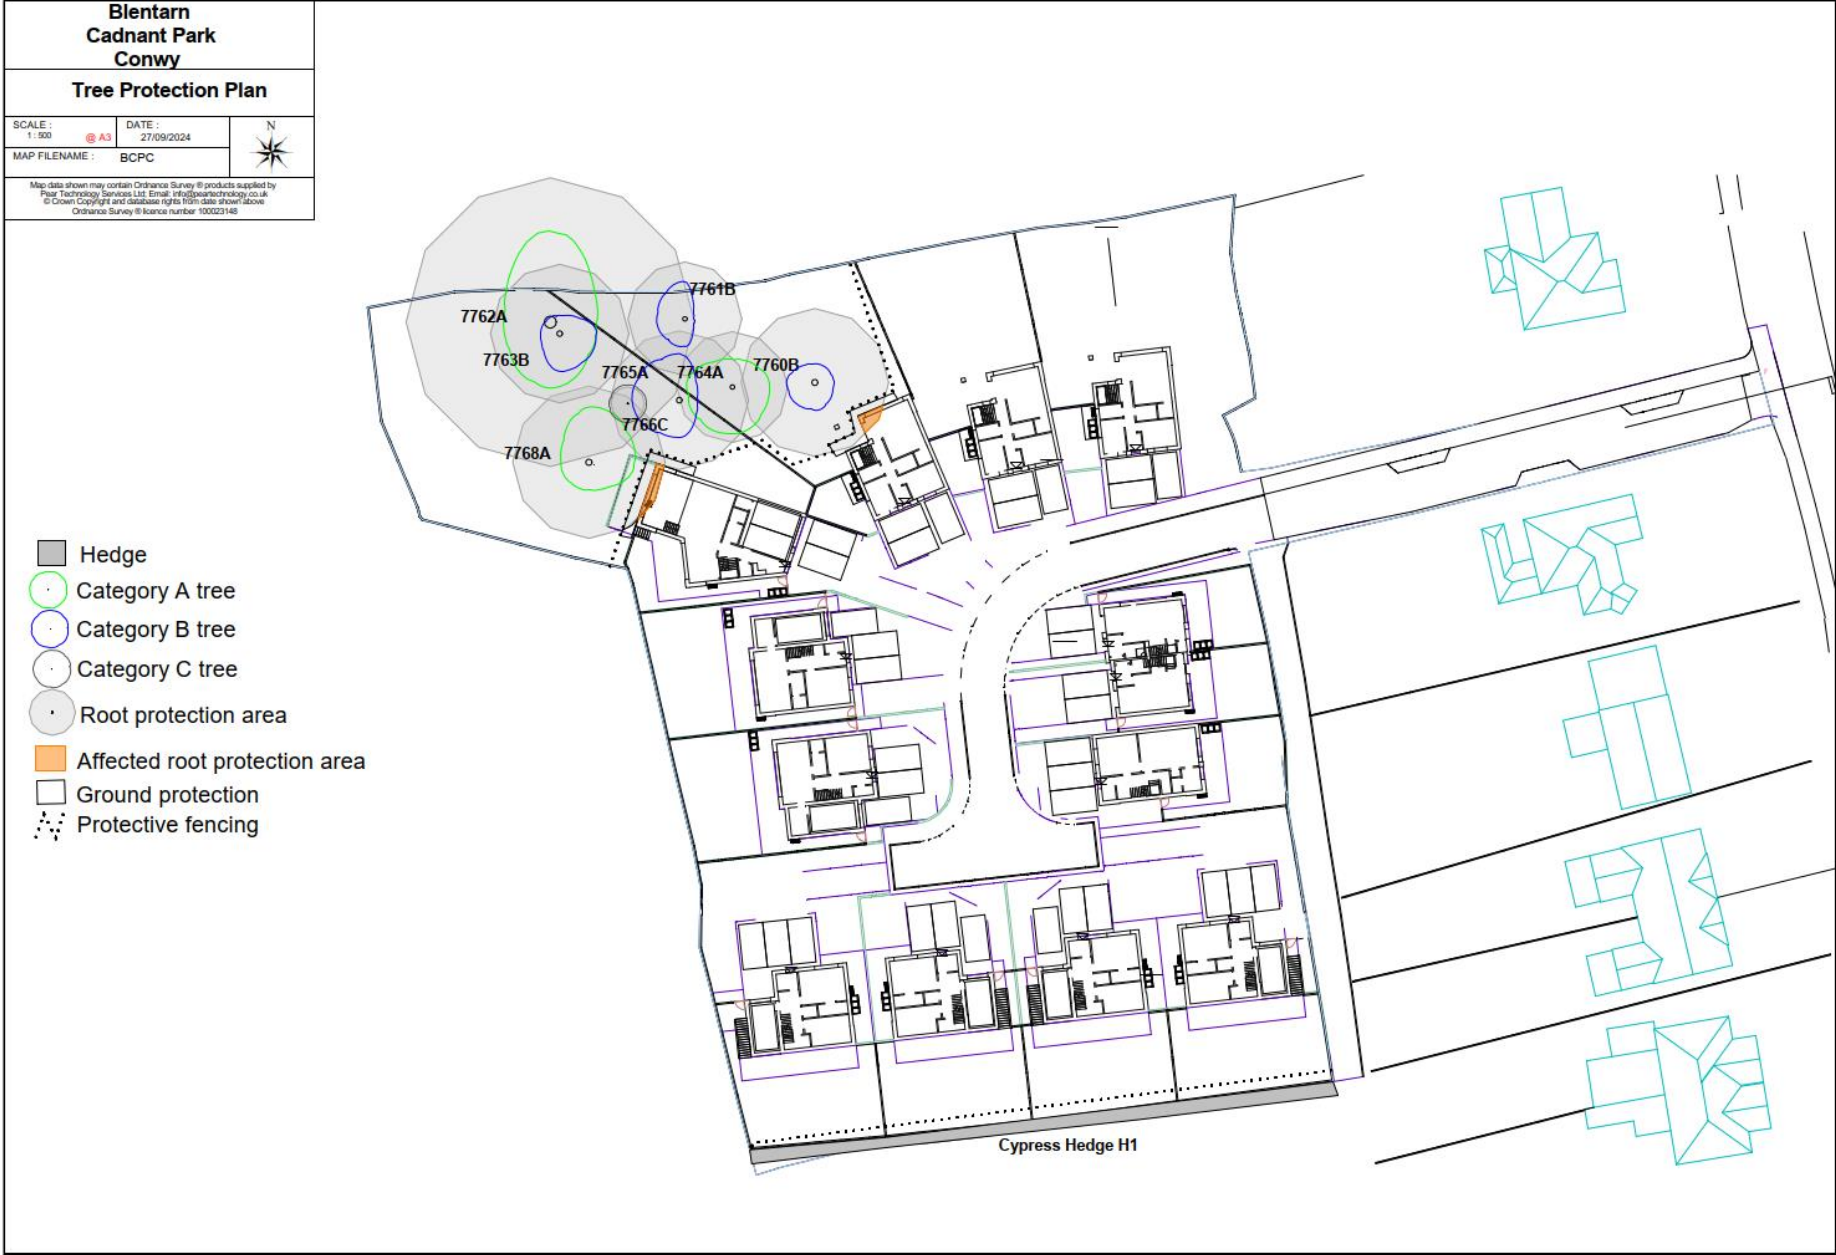 Blentarn
Cadnant Park
Conwy
Tree Protection Plan
SCALE :
1 : 500
@ A3
DATE :
27/09/2024
N
MAP FILENAME :
BCPC
Map data shown may contain Ordnance Survey ® products supplied by
Pear Technology Services Ltd; Email: info@peartechnology.co.uk
© Crown Copyright and database rights from date shown above
Ordnance Survey ® licence number 100023148
7761B
7762A
7763B
7765A
7764A
7760B
7766C
7768A
Hedge
Category A tree
Category B tree
Category C tree
Root protection area
Affected root protection area
Ground protection
Protective fencing
Cypress Hedge H1